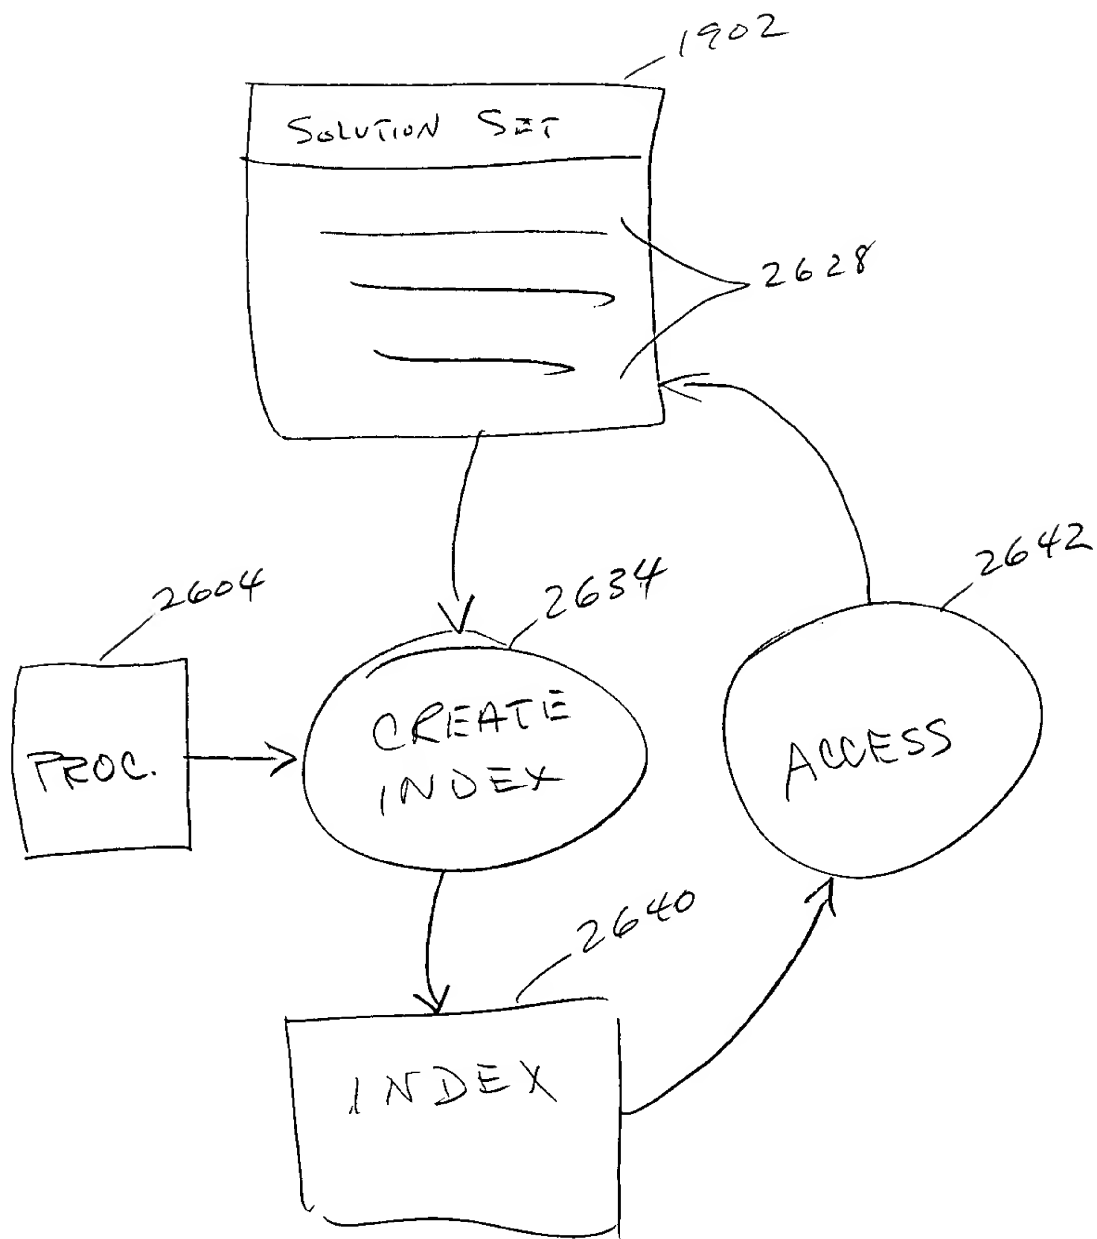 1902
SOLUTION SET
2628
2642
2604
2634
CREATE
INDEX
PROC.
ACCESS
2640
INDEX